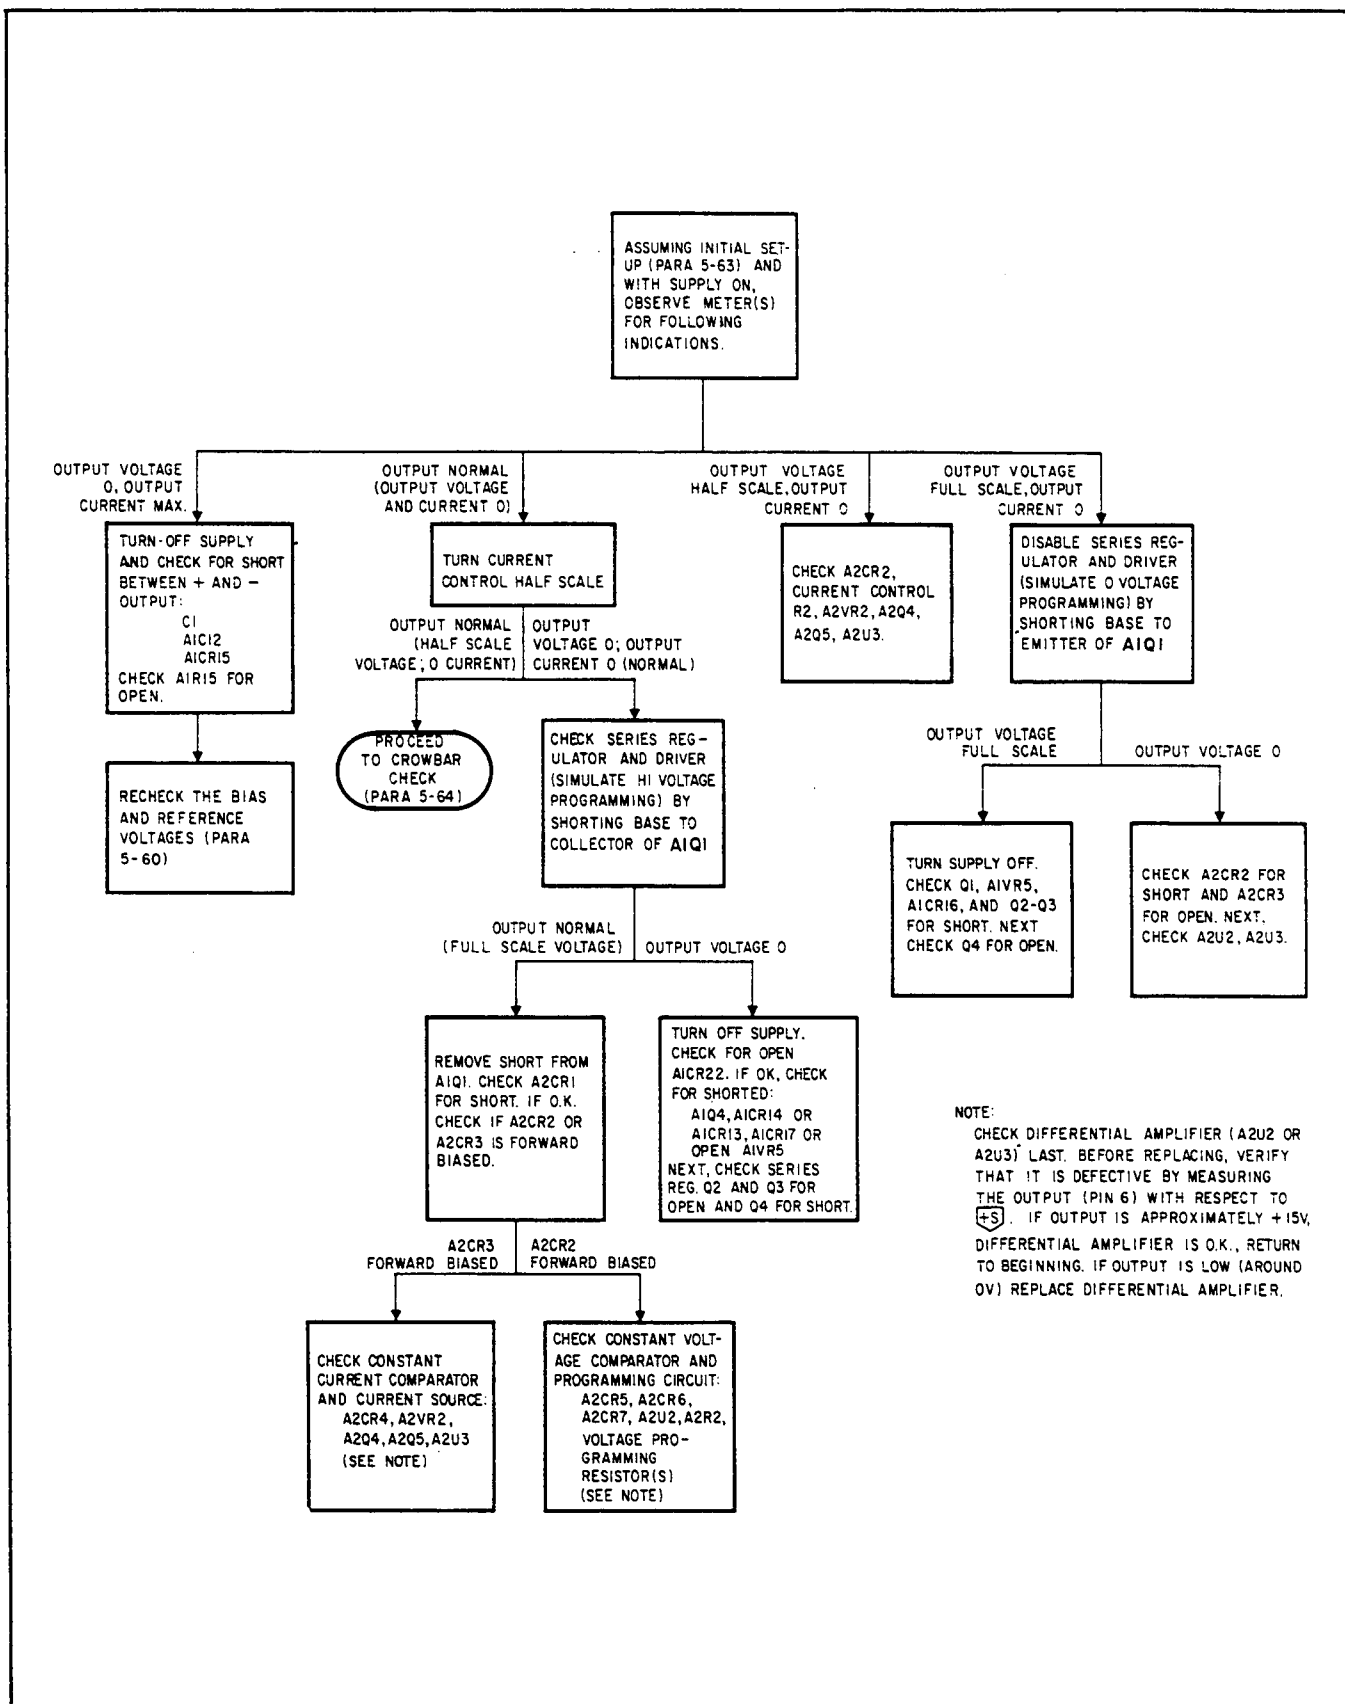 ASSUMING INITIAL SET-
UP (PARA 5-63) AND
WITH SUPPLY ON,
OBSERVE METER(S)
FOR FOLLOWING
INDICATIONS.
OUTPUT VOLTAGE
0, OUTPUT
CURRENT MAX.
OUTPUT NORMAL
(OUTPUT VOLTAGE
AND CURRENT 0)
OUTPUT VOLTAGE
HALF SCALE, OUTPUT
CURRENT 0
OUTPUT VOLTAGE
FULL SCALE, OUTPUT
CURRENT 0
TURN-OFF SUPPLY
AND CHECK FOR SHORT
BETWEEN + AND -
OUTPUT:
C1
A1C12
A1CR15
CHECK A1R15 FOR
OPEN.
TURN CURRENT
CONTROL HALF SCALE
CHECK A2CR2,
CURRENT CONTROL
R2, A2VR2, A2Q4,
A2Q5, A2U3.
DISABLE SERIES REG-
ULATOR AND DRIVER
(SIMULATE 0 VOLTAGE
PROGRAMMING) BY
SHORTING BASE TO
EMITTER OF A1Q1
OUTPUT NORMAL
(HALF SCALE
VOLTAGE; 0 CURRENT)
OUTPUT
VOLTAGE 0; OUTPUT
CURRENT 0 (NORMAL)
RECHECK THE BIAS
AND REFERENCE
VOLTAGES (PARA
5-60)
PROCEED
TO CROWBAR
CHECK
(PARA 5-64)
CHECK SERIES REG-
ULATOR AND DRIVER
(SIMULATE HI VOLTAGE
PROGRAMMING) BY
SHORTING BASE TO
COLLECTOR OF A1Q1
OUTPUT VOLTAGE
FULL SCALE
OUTPUT VOLTAGE 0
TURN SUPPLY OFF.
CHECK Q1, A1VR5,
A1CR16, AND Q2-Q3
FOR SHORT. NEXT
CHECK Q4 FOR OPEN.
CHECK A2CR2 FOR
SHORT AND A2CR3
FOR OPEN. NEXT,
CHECK A2U2, A2U3.
OUTPUT NORMAL
(FULL SCALE VOLTAGE)
OUTPUT VOLTAGE 0
REMOVE SHORT FROM
A1Q1. CHECK A2CR1
FOR SHORT. IF O.K.
CHECK IF A2CR2 OR
A2CR3 IS FORWARD
BIASED.
TURN OFF SUPPLY.
CHECK FOR OPEN
A1CR22. IF OK, CHECK
FOR SHORTED:
A1Q4, A1CR14 OR
A1CR13, A1CR17 OR
OPEN A1VR5
NEXT, CHECK SERIES
REG. Q2 AND Q3 FOR
OPEN AND Q4 FOR SHORT.
NOTE:
CHECK DIFFERENTIAL AMPLIFIER (A2U2 OR
A2U3) LAST. BEFORE REPLACING, VERIFY
THAT IT IS DEFECTIVE BY MEASURING
THE OUTPUT (PIN 6) WITH RESPECT TO
+S. IF OUTPUT IS APPROXIMATELY +15V,
DIFFERENTIAL AMPLIFIER IS O.K., RETURN
TO BEGINNING. IF OUTPUT IS LOW (AROUND
0V) REPLACE DIFFERENTIAL AMPLIFIER.
A2CR3
FORWARD BIASED
A2CR2
FORWARD BIASED
CHECK CONSTANT
CURRENT COMPARATOR
AND CURRENT SOURCE:
A2CR4, A2VR2,
A2Q4, A2Q5, A2U3
(SEE NOTE)
CHECK CONSTANT VOLT-
AGE COMPARATOR AND
PROGRAMMING CIRCUIT:
A2CR5, A2CR6,
A2CR7, A2U2, A2R2,
VOLTAGE PRO-
GRAMMING
RESISTOR(S)
(SEE NOTE)